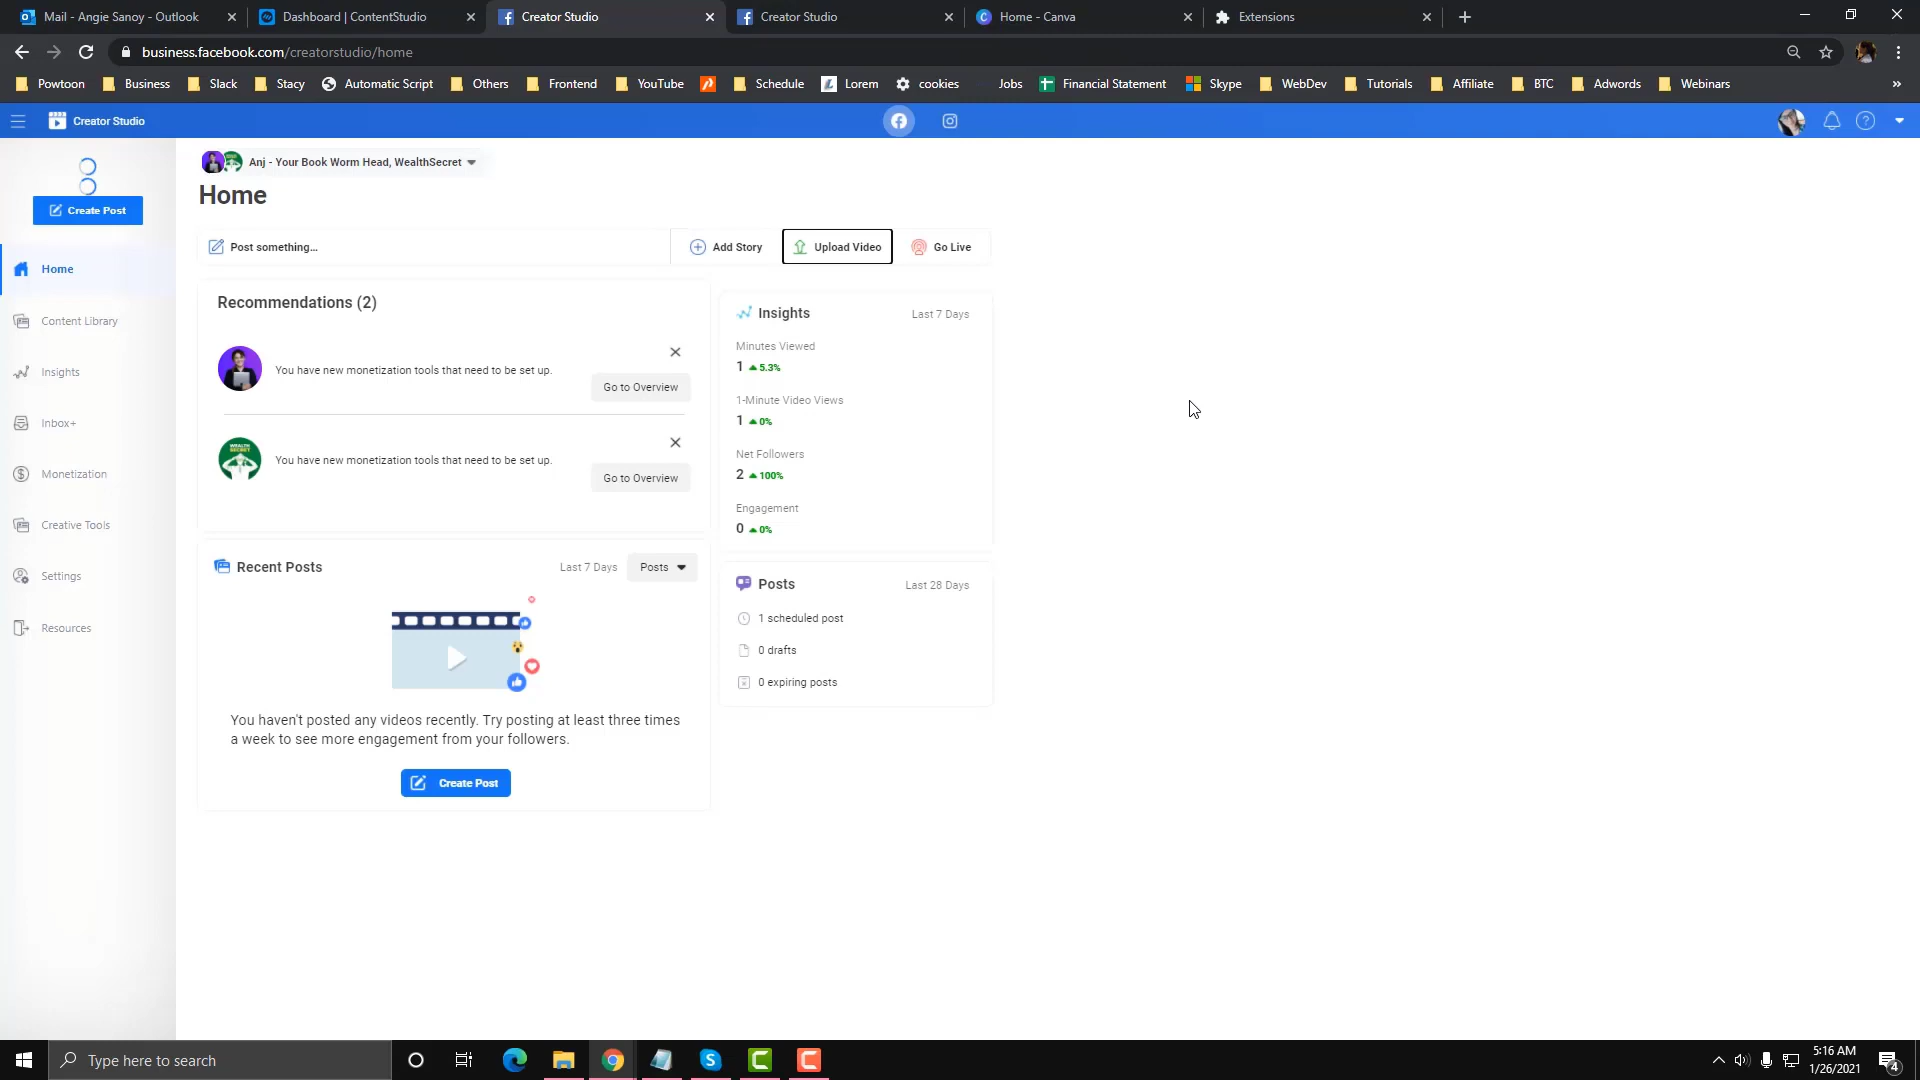 Mail - Angie Sanoy - Outlook
Dashboard | ContentStudio
Creator Studio
Creator Studio
Home - Canva
Extensions
business.facebook.com/creatorstudio/home
Powtoon
Business
Slack
Stacy
Automatic Script
Others
Frontend
YouTube
Schedule
Lorem
cookies
Jobs
Financial Statement
Skype
WebDev
Tutorials
Affiliate
BTC
Adwords
Webinars
Creator Studio
Create Post
Home
Content Library
Insights
Inbox+
Monetization
Creative Tools
Settings
Resources
Anj - Your Book Worm Head, WealthSecret
Home
Post something...
Add Story
Upload Video
Go Live
Recommendations (2)
You have new monetization tools that need to be set up.
Go to Overview
WEALTH
SECRET
You have new monetization tools that need to be set up.
Go to Overview
Recent Posts
Last 7 Days
Posts
You haven't posted any videos recently. Try posting at least three times
a week to see more engagement from your followers.
Create Post
Insights
Last 7 Days
Minutes Viewed
1 5.3%
1-Minute Video Views
1 0%
Net Followers
2 100%
Engagement
0 0%
Posts
Last 28 Days
1 scheduled post
0 drafts
0 expiring posts
Type here to search
5:16 AM
1/26/2021
4